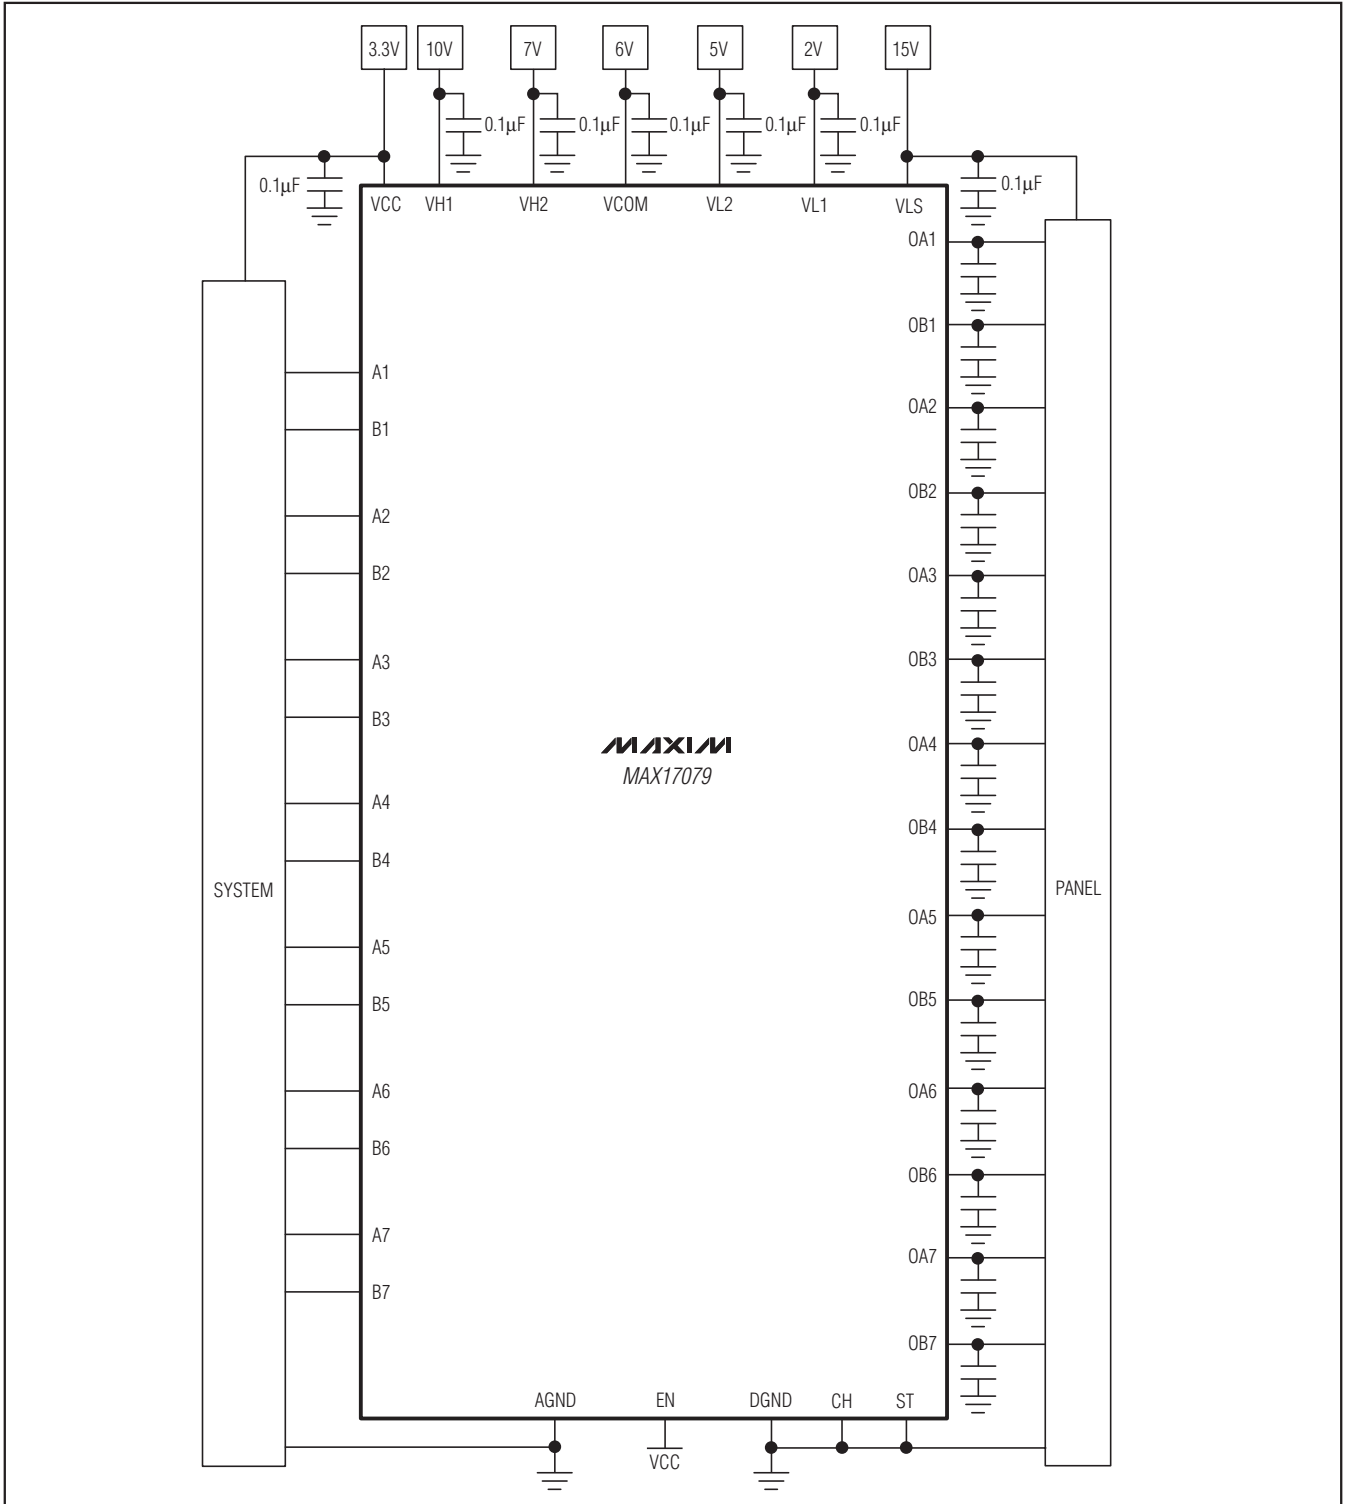 3.3V 10V 7V 6V 5V 2V 15V
0.1µF 0.1µF 0.1µF 0.1µF 0.1µF
0.1µF 0.1µF
VCC VH1 VH2 VCOM VL2 VL1 VLS
OA1
OB1
A1
OA2
B1
OB2
A2
B2 OA3
A3 OB3
B3
OA4
MAXIM
MAX17079
A4
OB4
B4
SYSTEM PANEL
OA5
A5
B5 OB5
A6 OA6
B6
OB6
A7
OA7
B7
OB7
AGND EN DGND CH ST
VCC